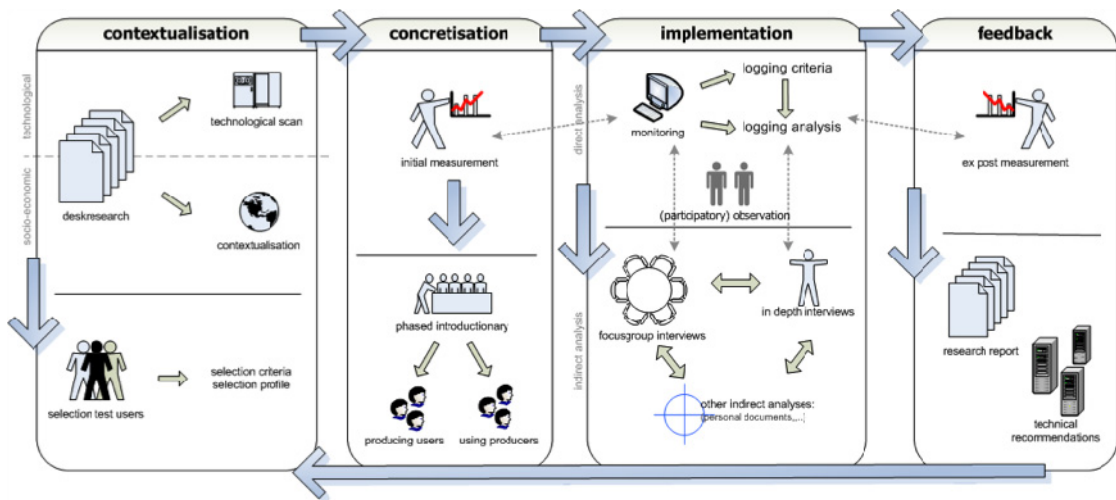 contextualisation
technological
socio-economic
deskresearch
technological scan
contextualisation
selection test users
selection criteria
selection profile
concretisation
initial measurement
phased introductionary
producing users
using producers
implementation
direct analysis
indirect analysis
monitoring
logging criteria
logging analysis
(participatory) observation
focusgroup interviews
in depth interviews
other indirect analyses:
[personal documents,...]
feedback
ex post measurement
research report
technical
recommendations